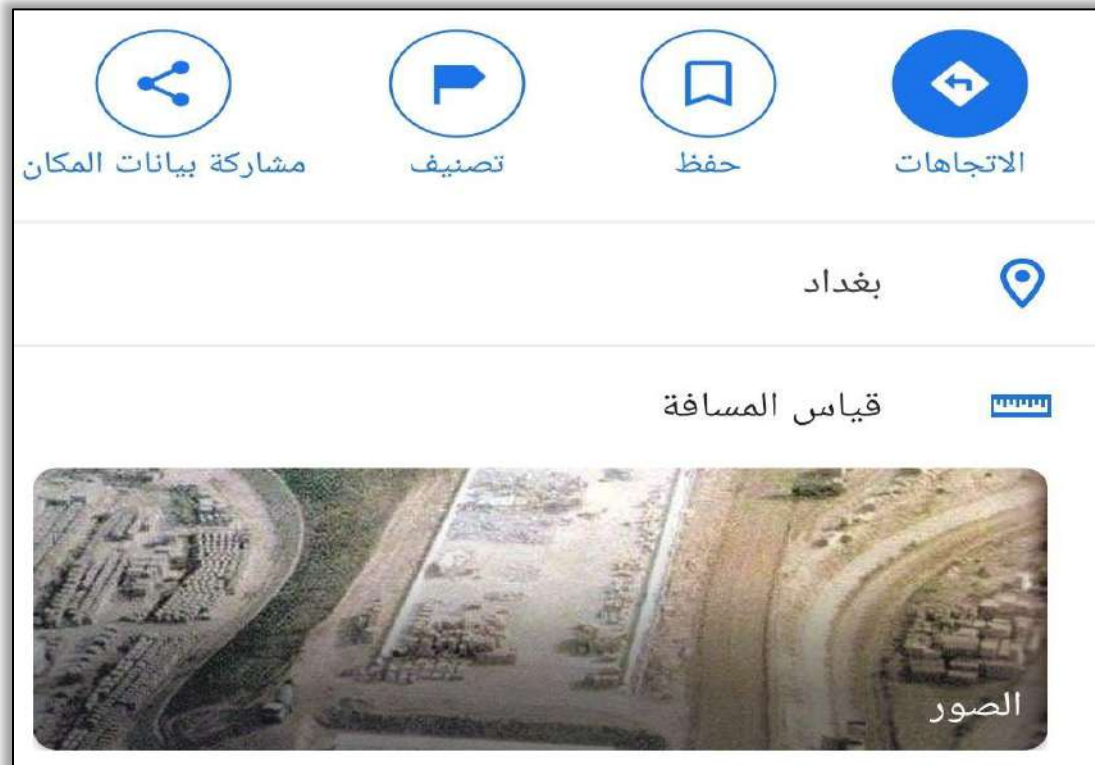 الاتجاهات حفظ تصنيف مشاركة بيانات المكان
بغداد
قياس المسافة
الصور